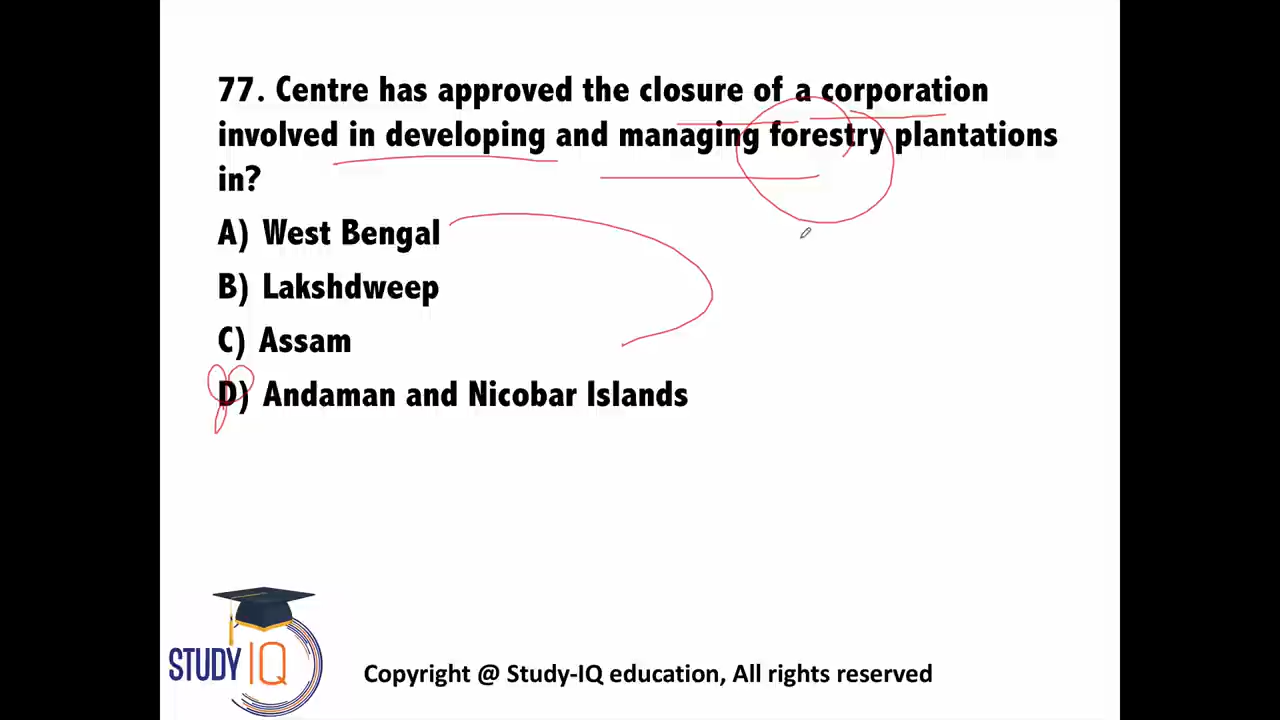 77. Centre has approved the closure of a corporation
involved in developing and managing forestry plantations
in?
A) West Bengal
B) Lakshdweep
C) Assam
D) Andaman and Nicobar Islands
STUDY IQ
Copyright @ Study-IQ education, All rights reserved